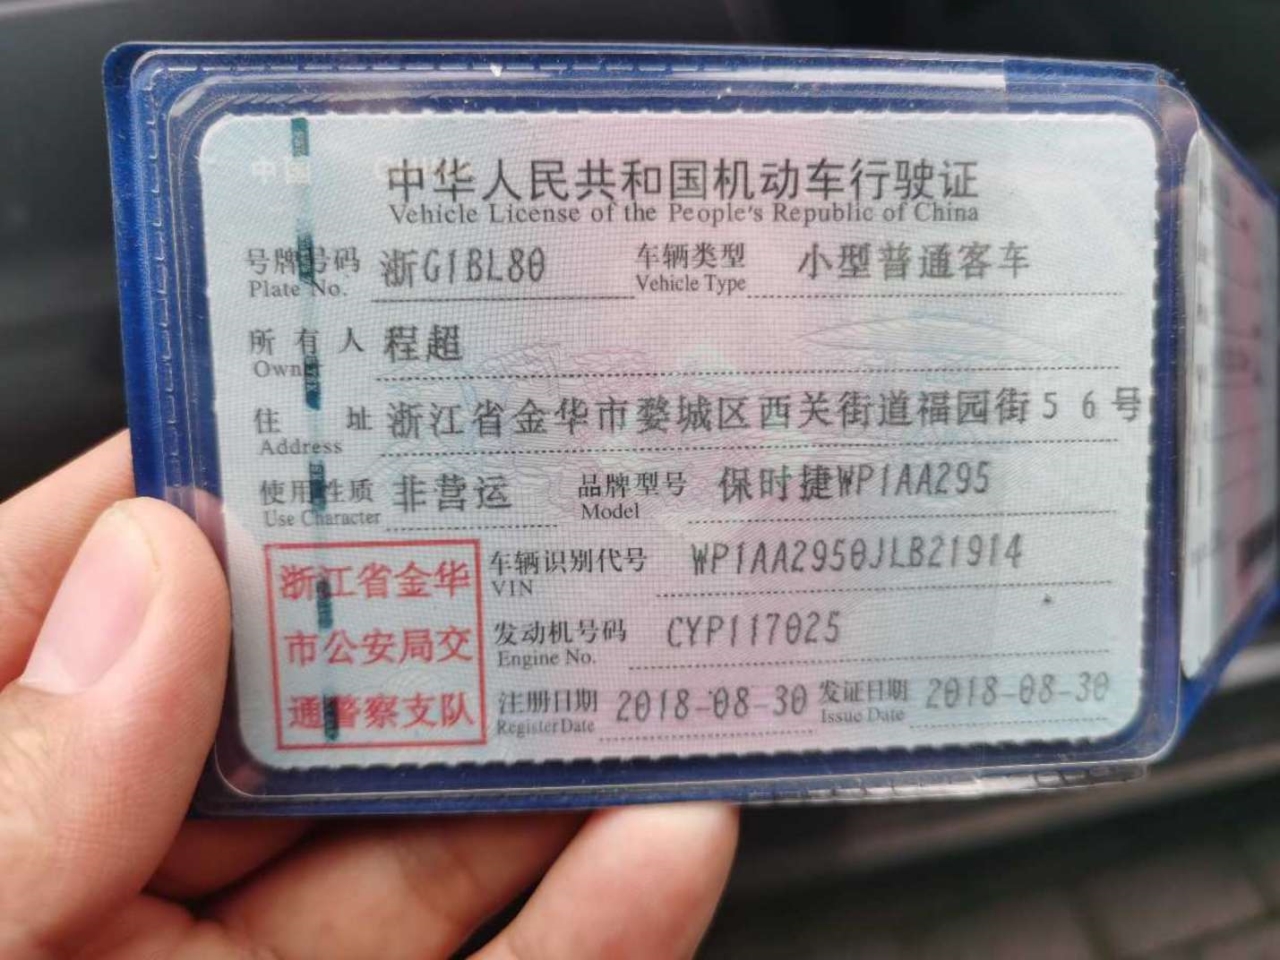 中华人民共和国机动车行驶证
Vehicle License of the People's Republic of China
号牌号码 浙G1BL80 车辆类型 小型普通客车
Plate No. Vehicle Type
所有人 程超
Owner
住址 浙江省金华市婺城区西关街道福园街56号
Address
使用性质 非营运 品牌型号 保时捷WP1AA295
Use Character Model
浙江省金华 车辆识别代号 WP1AA2950JLB21914
VIN
市公安局交 发动机号码 CYP117025
Engine No.
通警察支队 注册日期 2018-08-30 发证日期 2018-08-30
Register Date Issue Date